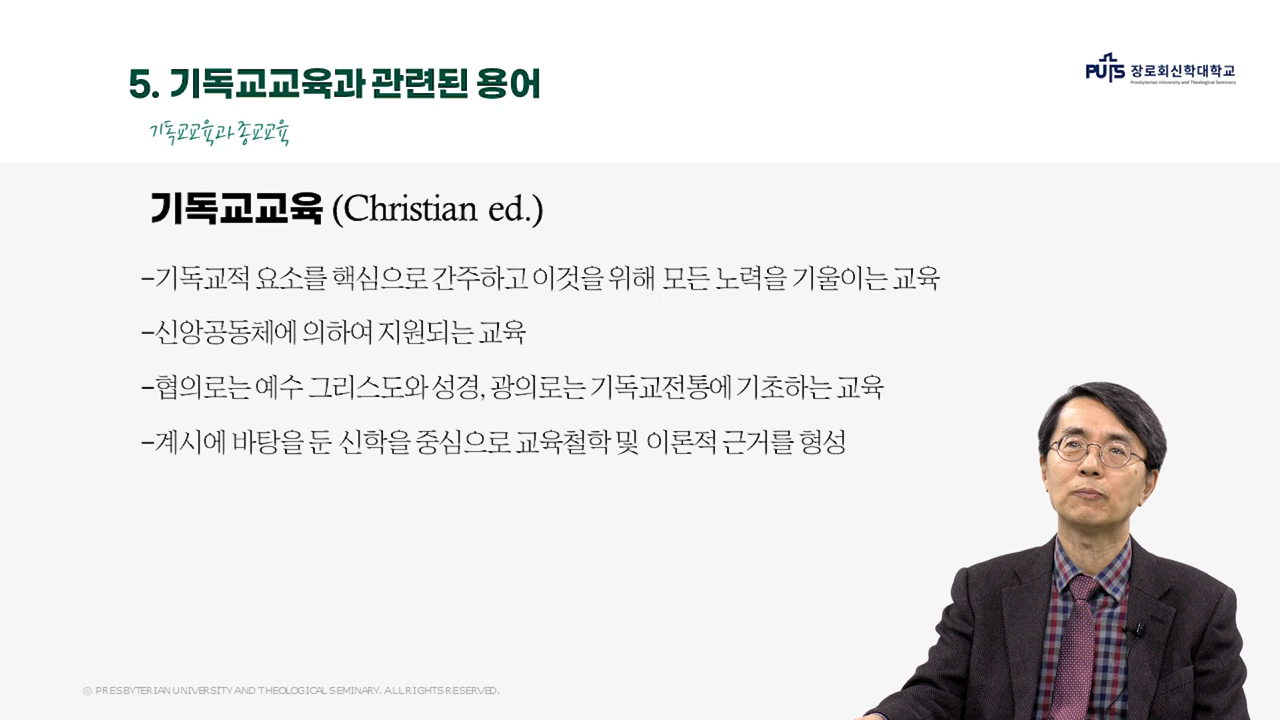 5. 기독교교육과 관련된 용어
기독교교육과 종교교육
PUTS 장로회신학대학교
Presbyterian University and Theological Seminary
기독교교육 (Christian ed.)
-기독교적 요소를 핵심으로 간주하고 이것을 위해 모든 노력을 기울이는 교육
-신앙공동체에 의하여 지원되는 교육
-협의로는 예수 그리스도와 성경, 광의로는 기독교전통에 기초하는 교육
-계시에 바탕을 둔 신학을 중심으로 교육철학 및 이론적 근거를 형성
© PRESBYTERIAN UNIVERSITY AND THEOLOGICAL SEMINARY. ALL RIGHTS RESERVED.